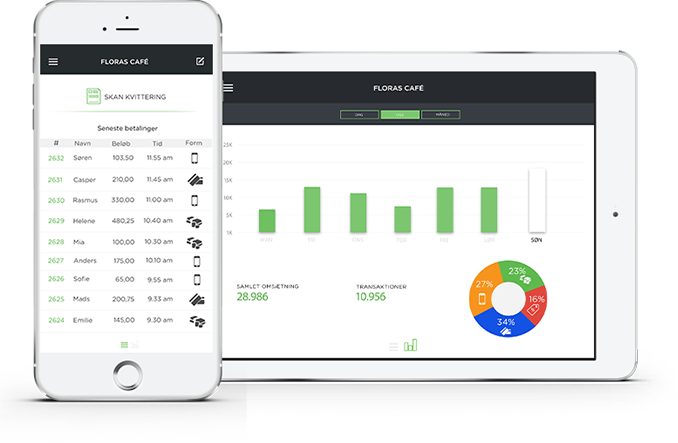 FLORAS CAFÉ
SKAN KVITTERING
Seneste betalinger
# Navn Beløb Tid Form
2632 Søren 103,50 11.55 am
2631 Casper 210,00 11.45 am
2630 Rasmus 330,00 11.00 am
2629 Helene 480,25 10.40 am
2628 Mia 100,00 10.30 am
2627 Anders 175,00 10.10 am
2626 Sofie 65,00 9.55 am
2625 Mads 200,75 9.33 am
2624 Emilie 145,00 9.30 am
FLORAS CAFÉ
MÅNED
25K
20K
15K
10K
5K
1K
MAN TIR ONS TOR FRE LØR SØN
SAMLET OMSÆTNING
28.986
TRANSAKTIONER
10.956
23%
27%
16%
34%